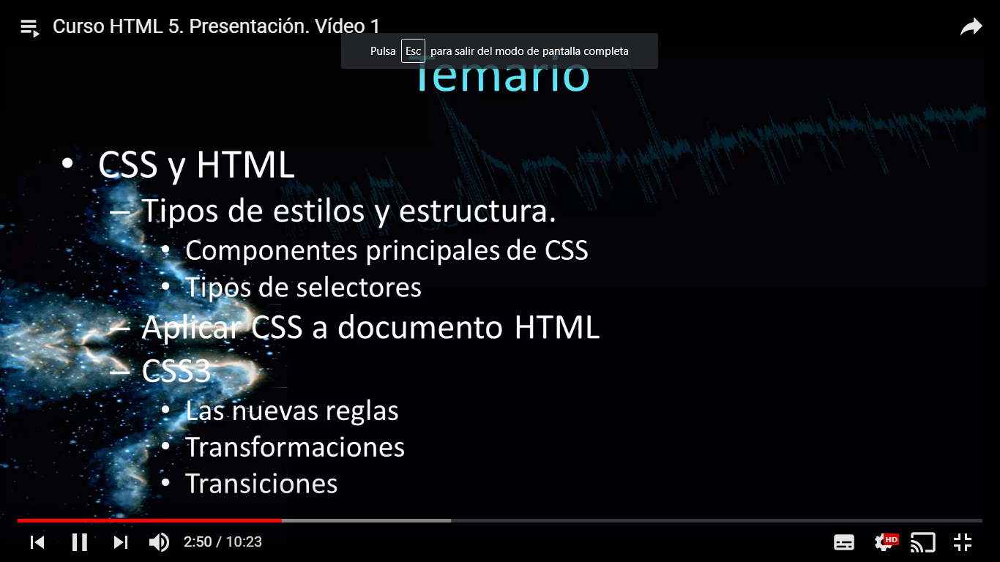 Curso HTML 5. Presentación. Vídeo 1
Pulsa Esc para salir del modo de pantalla completa
Temario
• CSS y HTML
– Tipos de estilos y estructura.
• Componentes principales de CSS
• Tipos de selectores
– Aplicar CSS a documento HTML
– CSS3
• Las nuevas reglas
• Transformaciones
• Transiciones
2:50 / 10:23
HD